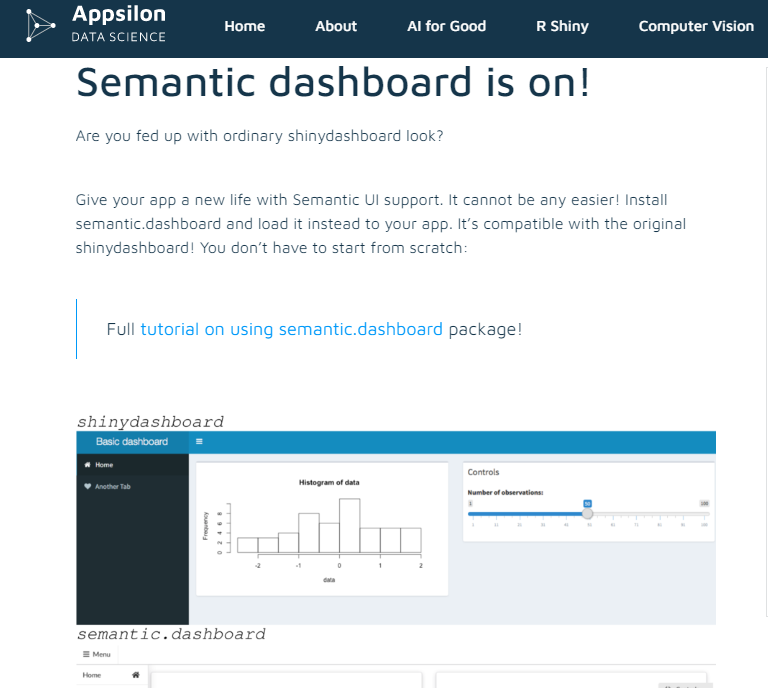 Appsilon
DATA SCIENCE
Home About AI for Good R Shiny Computer Vision
Semantic dashboard is on!
Are you fed up with ordinary shinydashboard look?
Give your app a new life with Semantic UI support. It cannot be any easier! Install
semantic.dashboard and load it instead to your app. It's compatible with the original
shinydashboard! You don't have to start from scratch:
Full tutorial on using semantic.dashboard package!
shinydashboard
Basic dashboard
Home
Another Tab
Histogram of data
Frequency
0 2 4 6 8
-2 -1 0 1 2
data
Controls
Number of observations:
1 50 100
semantic.dashboard
Menu
Home